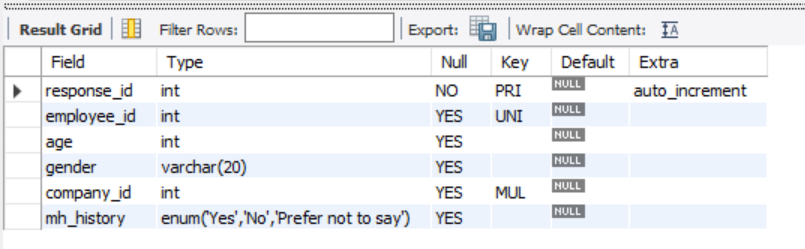 Result Grid Filter Rows: Export: Wrap Cell Content: IA
Field Type Null Key Default Extra
response_id int NO PRI NULL auto_increment
employee_id int YES UNI NULL
age int YES NULL
gender varchar(20) YES NULL
company_id int YES MUL NULL
mh_history enum('Yes','No','Prefer not to say') YES NULL